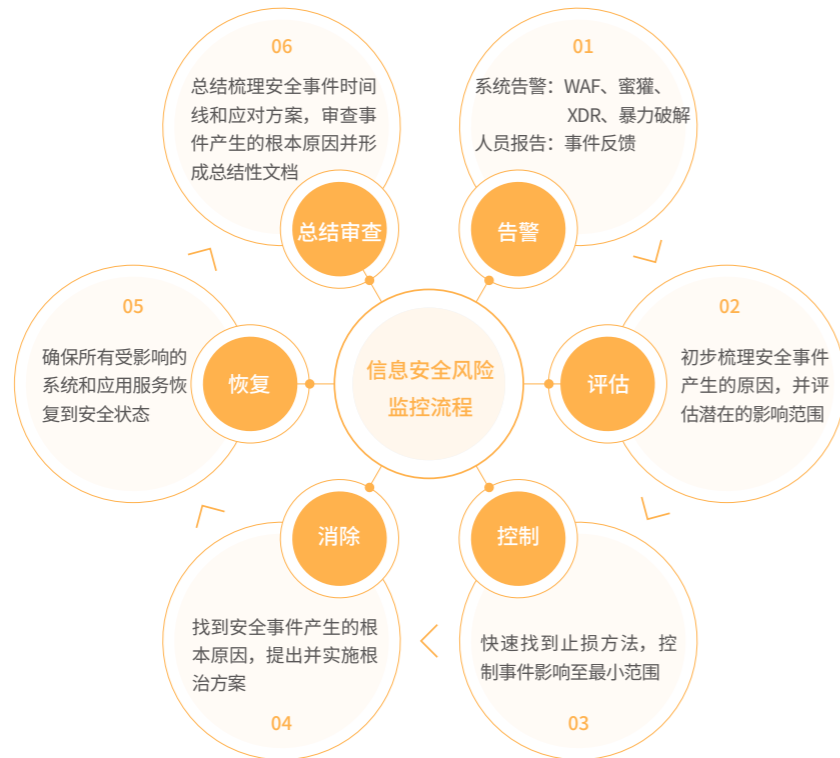 信息安全风险
监控流程
01
系统告警：WAF、蜜獾、
XDR、暴力破解
人员报告：事件反馈
告警
02
初步梳理安全事件
产生的原因，并评
估潜在的影响范围
评估
控制
快速找到止损方法，控
制事件影响至最小范围
03
消除
找到安全事件产生的根
本原因，提出并实施根
治方案
04
05
确保所有受影响的
系统和应用服务恢
复到安全状态
恢复
06
总结梳理安全事件时间
线和应对方案，审查事
件产生的根本原因并形
成总结性文档
总结审查